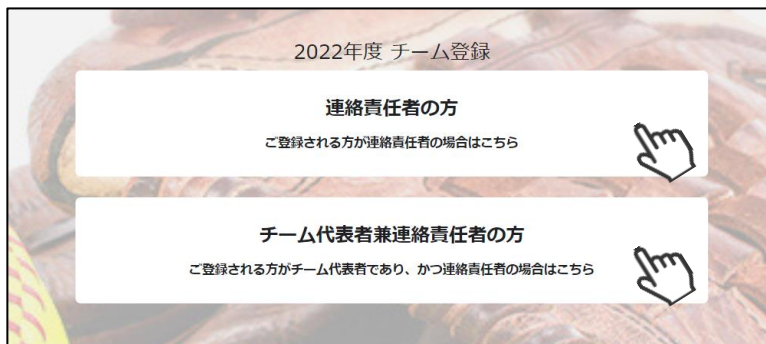 2022年度 チーム登録
連絡責任者の方
ご登録される方が連絡責任者の場合はこちら
チーム代表者兼連絡責任者の方
ご登録される方がチーム代表者であり、かつ連絡責任者の場合はこちら